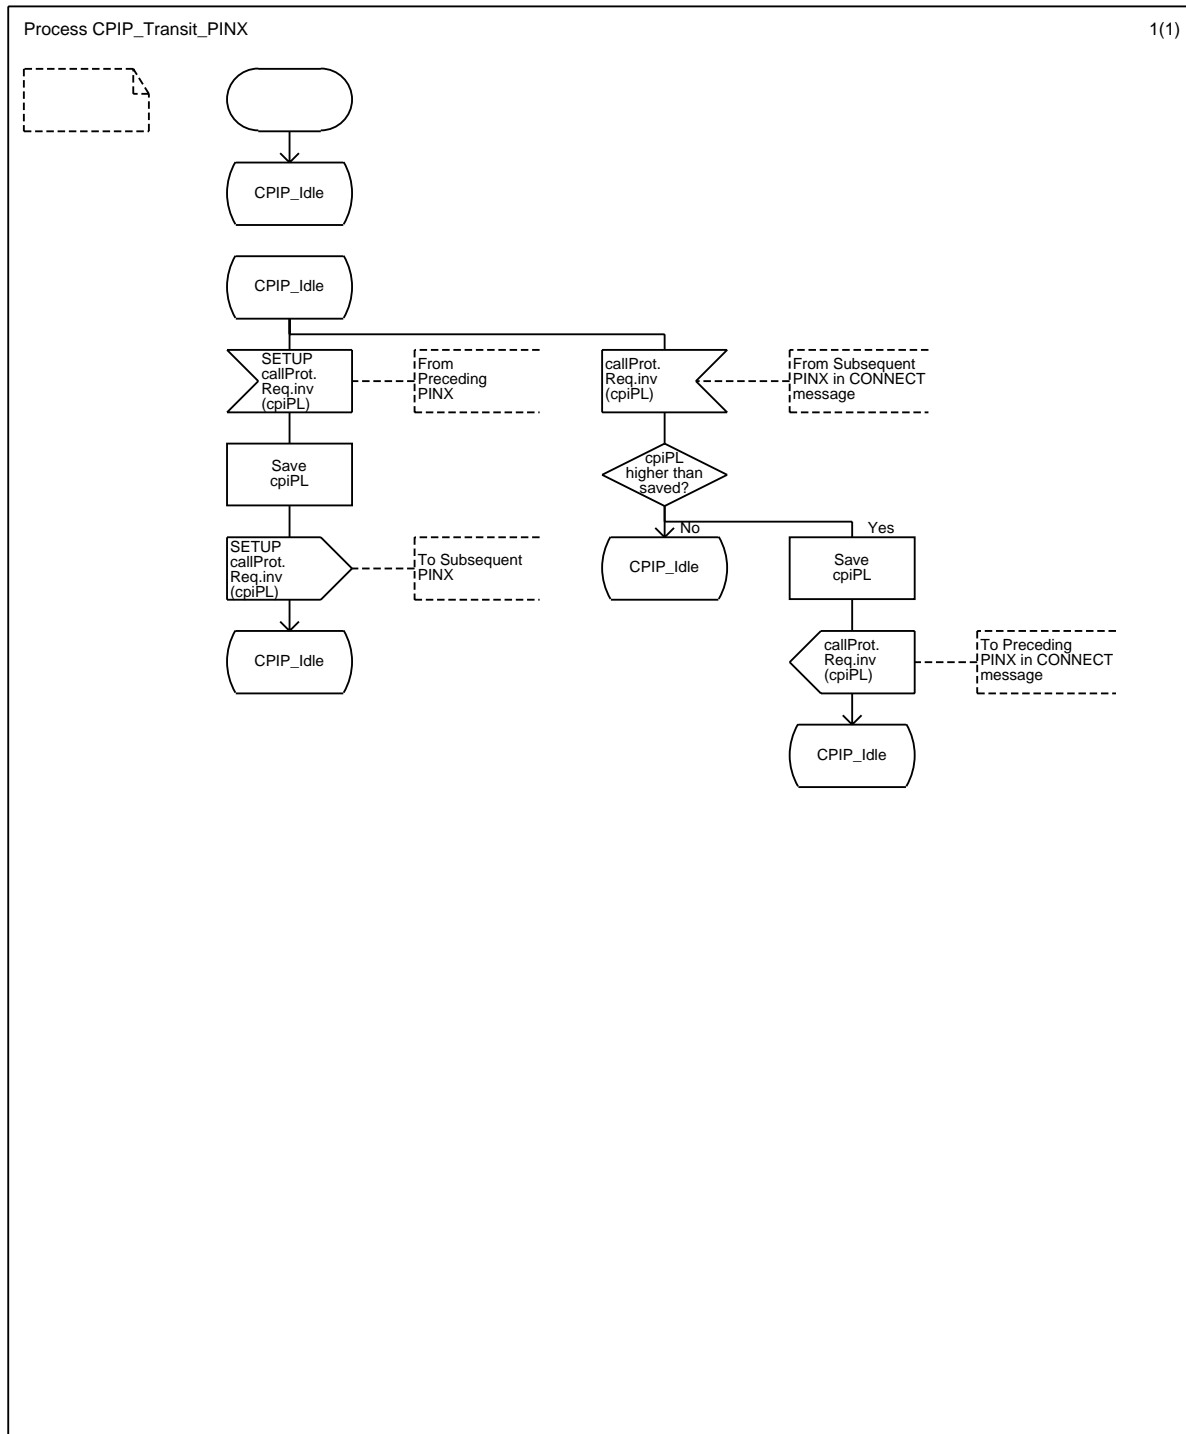 Process CPIP_Transit_PINX
1(1)
CPIP_Idle
CPIP_Idle
SETUP
callProt.
Req.inv
(cpiPL)
From
Preceding
PINX
callProt.
Req.inv
(cpiPL)
From Subsequent
PINX in CONNECT
message
Save
cpiPL
cpiPL
higher than
saved?
No
Yes
SETUP
callProt.
Req.inv
(cpiPL)
To Subsequent
PINX
CPIP_Idle
Save
cpiPL
CPIP_Idle
callProt.
Req.inv
(cpiPL)
To Preceding
PINX in CONNECT
message
CPIP_Idle